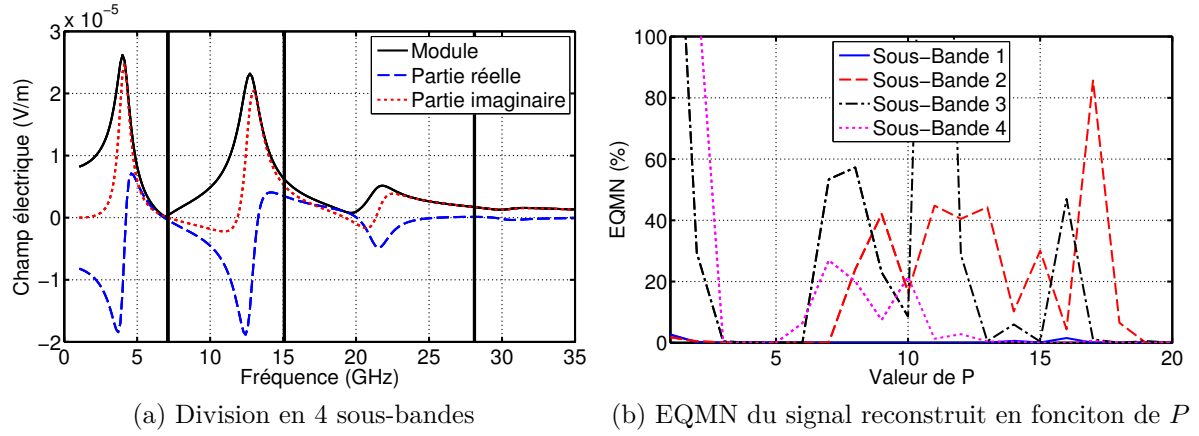 x 10⁻⁵
3
2
1
0
−1
−2
5
10
15
20
25
30
35
Champ électrique (V/m)
Fréquence (GHz)
Module
Partie réelle
Partie imaginaire
(a) Division en 4 sous-bandes
100
80
60
40
20
0
5
10
15
20
EQMN (%)
Valeur de P
Sous−Bande 1
Sous−Bande 2
Sous−Bande 3
Sous−Bande 4
(b) EQMN du signal reconstruit en fonciton de P